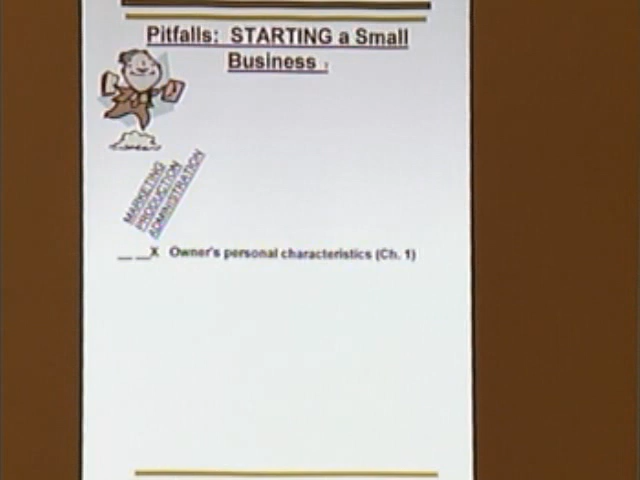 Pitfalls: STARTING a Small
Business
MARKETING
PRODUCTION
ADMINISTRATION
__ __X Owner's personal characteristics (Ch. 1)